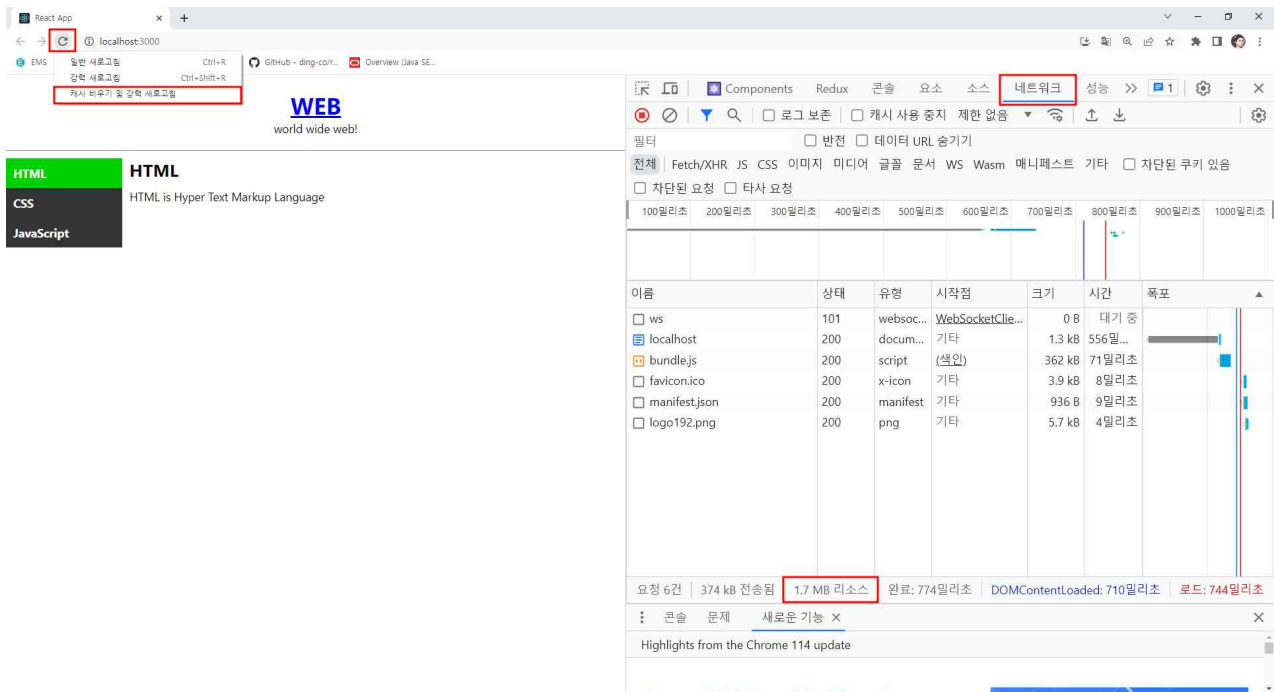 React App
localhost:3000
EMS
GitHub - ding-co/r...
Overview (Java SE...
일반 새로고침 Ctrl+R
강력 새로고침 Ctrl+Shift+R
캐시 비우기 및 강력 새로고침
WEB
world wide web!
HTML
CSS
JavaScript
HTML
HTML is Hyper Text Markup Language
Components Redux 콘솔 요소 소스 네트워크 성능 1
로그 보존 캐시 사용 중지 제한 없음
필터 반전 데이터 URL 숨기기
전체 Fetch/XHR JS CSS 이미지 미디어 글꼴 문서 WS Wasm 매니페스트 기타 차단된 쿠키 있음
차단된 요청 타사 요청
100밀리초 200밀리초 300밀리초 400밀리초 500밀리초 600밀리초 700밀리초 800밀리초 900밀리초 1000밀리초
이름 상태 유형 시작점 크기 시간 폭포
ws 101 websoc... WebSocketClie... 0 B 대기 중
localhost 200 docum... 기타 1.3 kB 556밀...
bundle.js 200 script (색인) 362 kB 71밀리초
favicon.ico 200 x-icon 기타 3.9 kB 8밀리초
manifest.json 200 manifest 기타 936 B 9밀리초
logo192.png 200 png 기타 5.7 kB 4밀리초
요청 6건 374 kB 전송됨 1.7 MB 리소스 완료: 774밀리초 DOMContentLoaded: 710밀리초 로드: 744밀리초
콘솔 문제 새로운 기능
Highlights from the Chrome 114 update